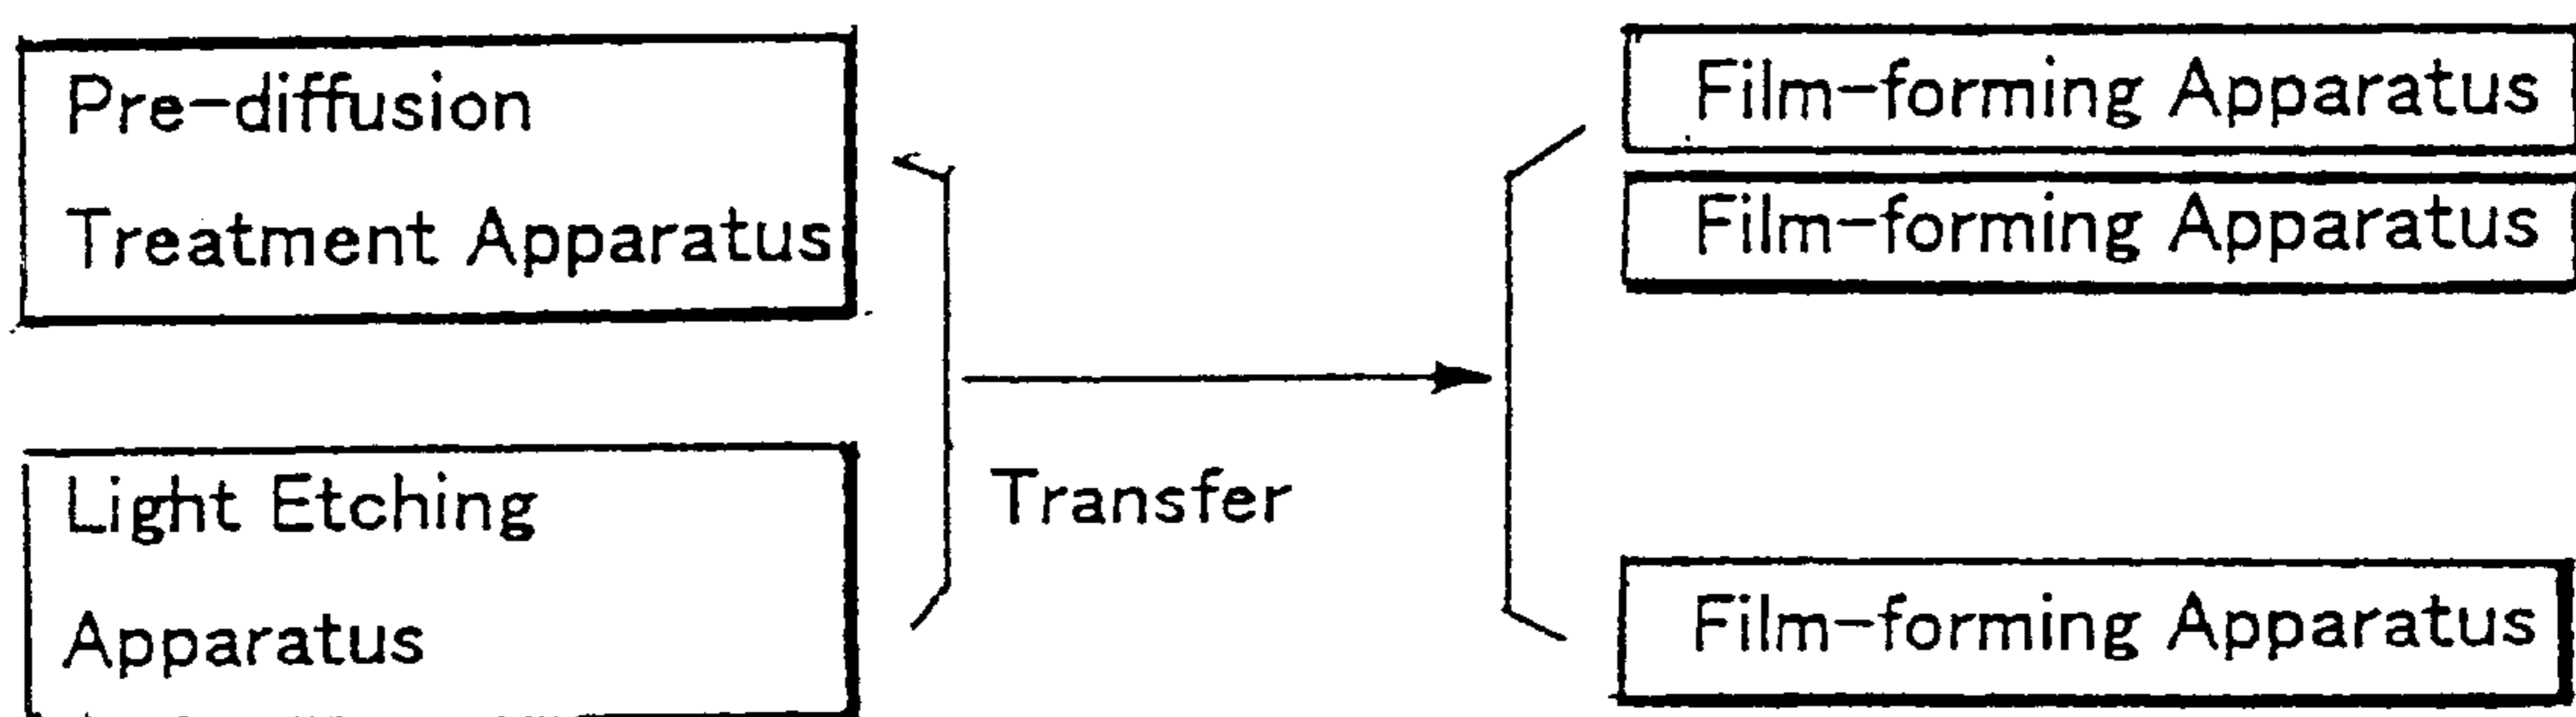 Pre-diffusion
Treatment Apparatus
Light Etching
Apparatus
Transfer
Film-forming Apparatus
Film-forming Apparatus
Film-forming Apparatus